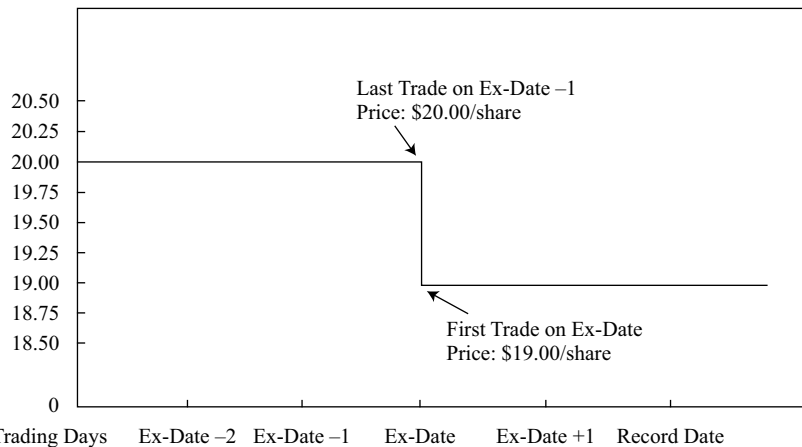 Last Trade on Ex-Date –1
Price: $20.00/share
20.50
20.25
20.00
19.75
19.50
19.25
19.00
18.75
18.50
First Trade on Ex-Date
Price: $19.00/share
0
Trading Days Ex-Date –2 Ex-Date –1 Ex-Date Ex-Date +1 Record Date